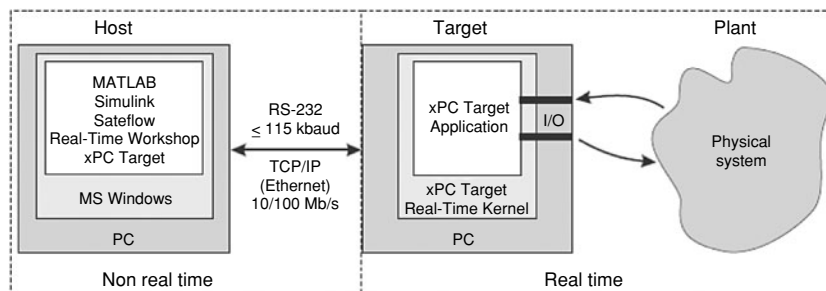 Host
Target
Plant
MATLAB
Simulink
Sateflow
Real-Time Workshop
xPC Target
MS Windows
PC
RS-232
≤ 115 kbaud
TCP/IP
(Ethernet)
10/100 Mb/s
xPC Target
Application
I/O
xPC Target
Real-Time Kernel
PC
Physical
system
Non real time
Real time